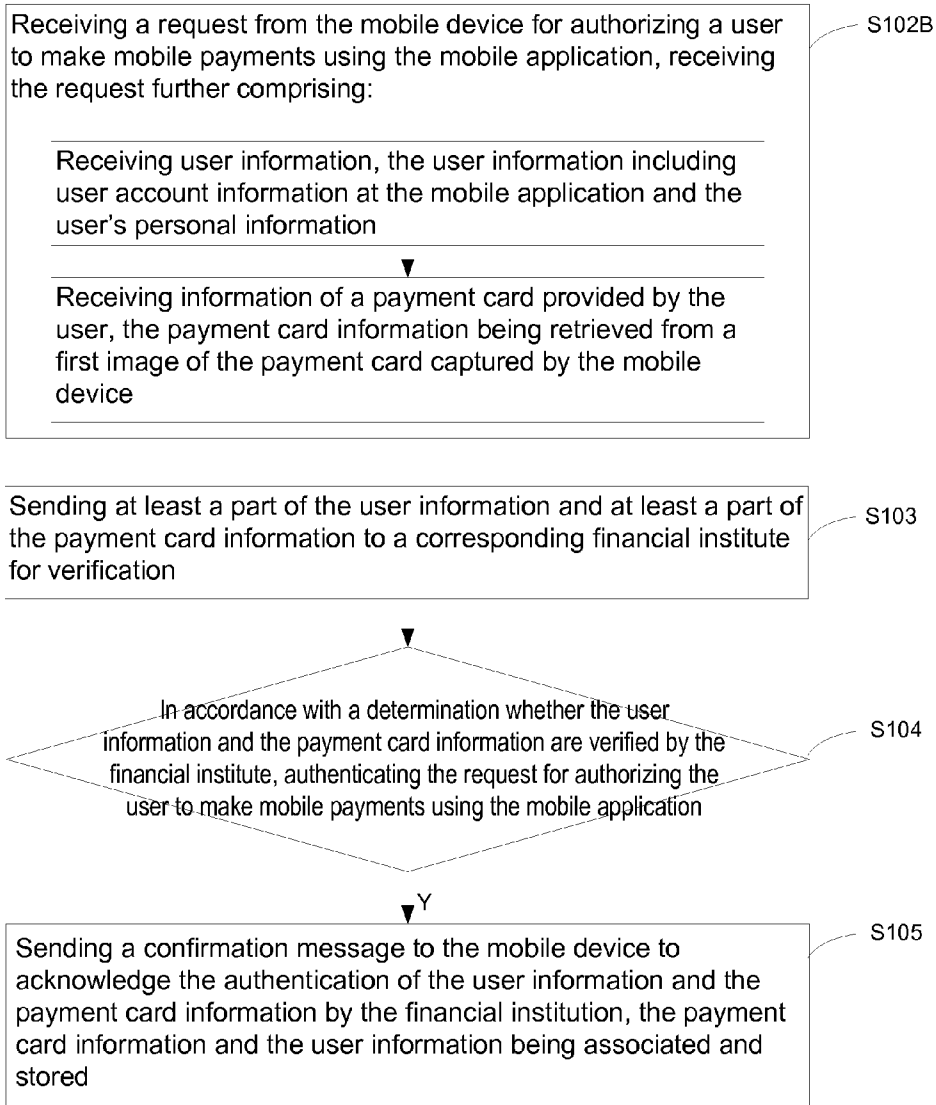 Receiving a request from the mobile device for authorizing a user
to make mobile payments using the mobile application, receiving
the request further comprising:
S102B
Receiving user information, the user information including
user account information at the mobile application and the
user's personal information
Receiving information of a payment card provided by the
user, the payment card information being retrieved from a
first image of the payment card captured by the mobile
device
Sending at least a part of the user information and at least a part of
the payment card information to a corresponding financial institute
for verification
S103
In accordance with a determination whether the user
information and the payment card information are verified by the
financial institute, authenticating the request for authorizing the
user to make mobile payments using the mobile application
S104
Y
Sending a confirmation message to the mobile device to
acknowledge the authentication of the user information and the
payment card information by the financial institution, the payment
card information and the user information being associated and
stored
S105